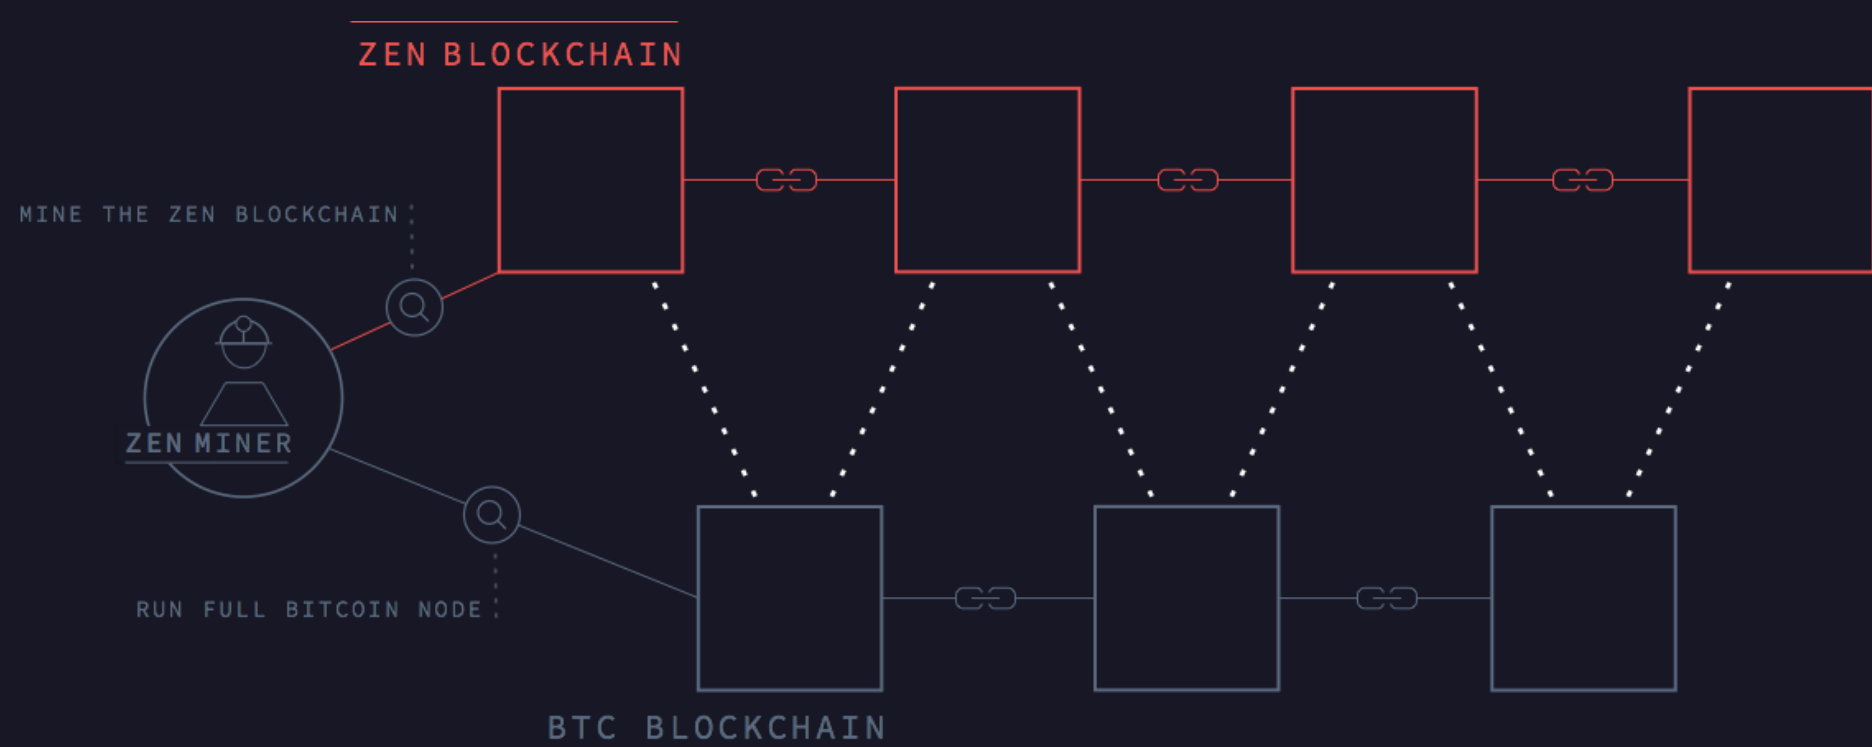 ZEN BLOCKCHAIN
MINE THE ZEN BLOCKCHAIN
ZEN MINER
RUN FULL BITCOIN NODE
BTC BLOCKCHAIN